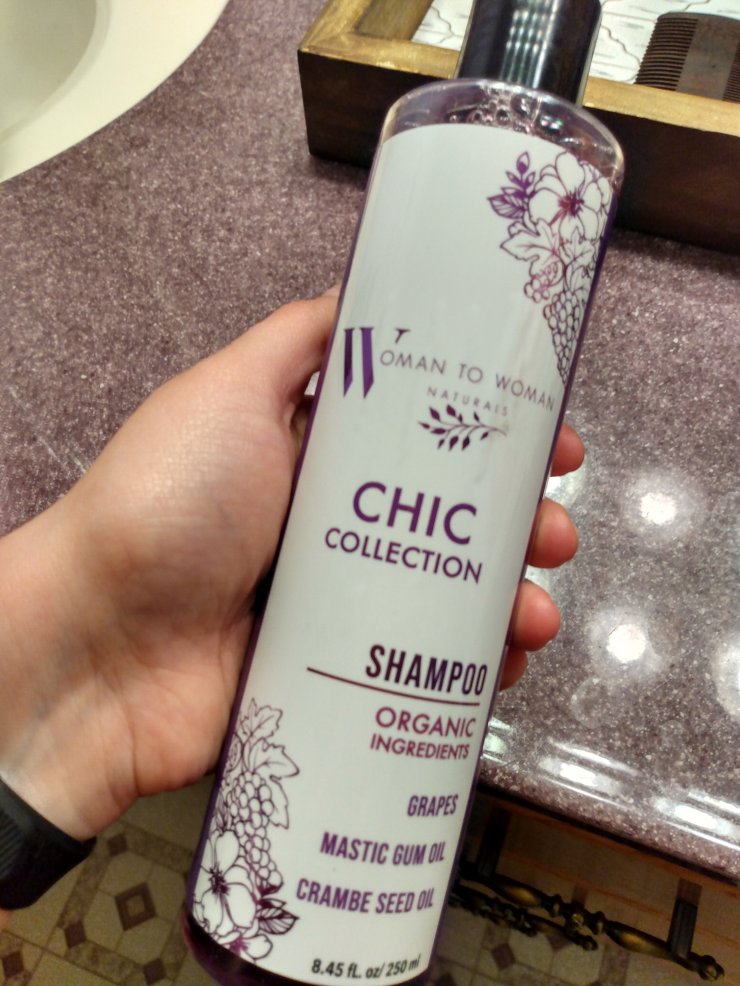 WOMAN TO WOMAN
NATURALS
CHIC
COLLECTION
SHAMPOO
ORGANIC
INGREDIENTS
GRAPES
MASTIC GUM OIL
CRAMBE SEED OIL
8.45 fL. oz/ 250 ml